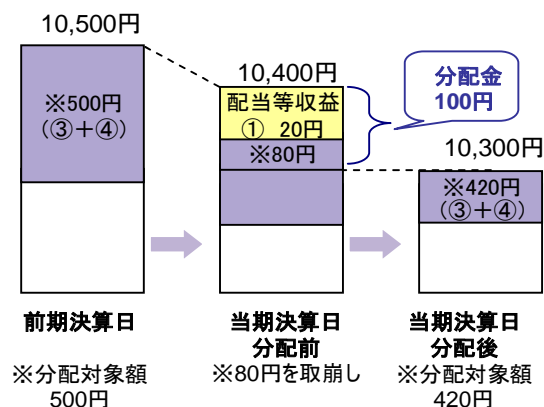 10,500円
※500円
（③＋④）
10,400円
配当等収益
① 20円
※80円
分配金
100円
10,300円
※420円
（③＋④）
前期決算日
※分配対象額
500円
当期決算日
分配前
※80円を取崩し
当期決算日
分配後
※分配対象額
420円